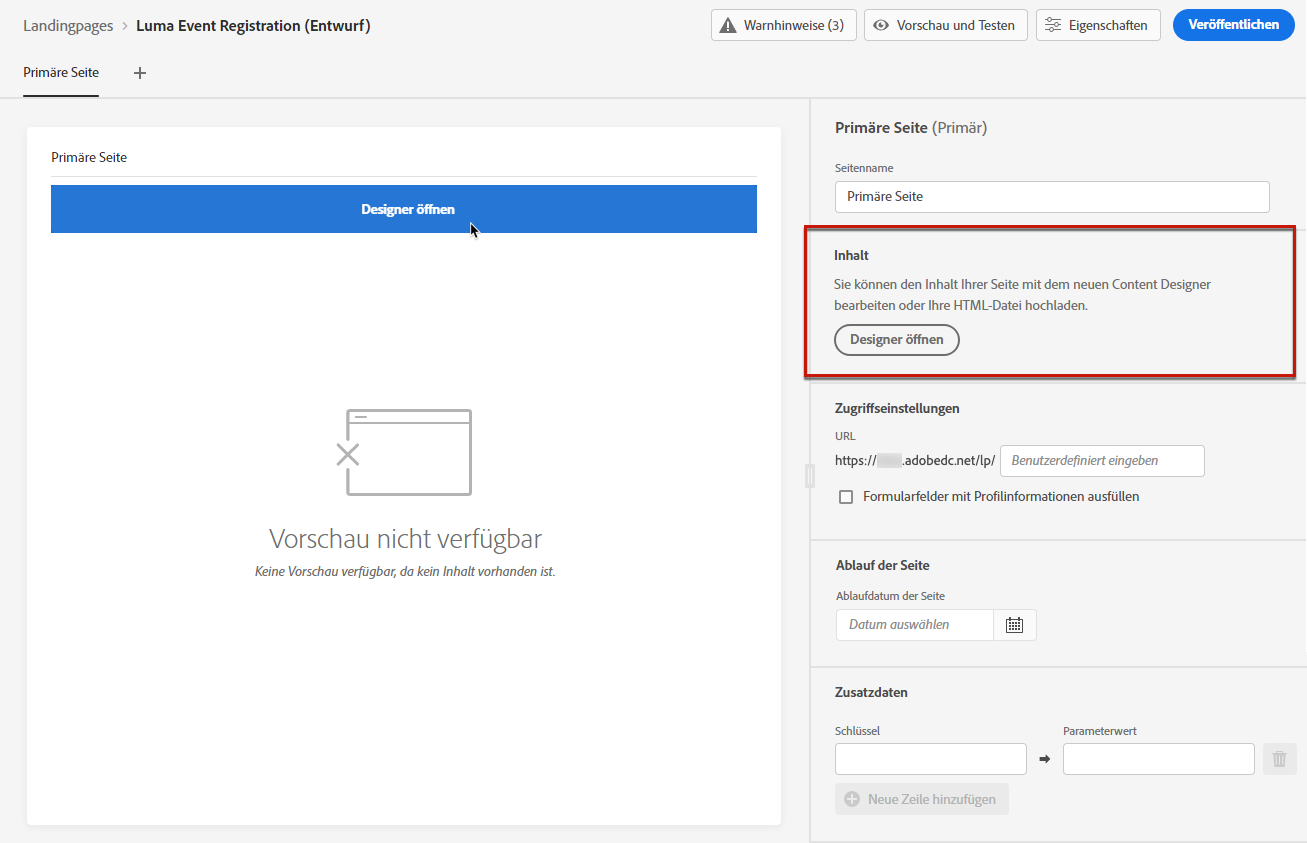 Landingpages > Luma Event Registration (Entwurf)
Warnhinweise (3)
Vorschau und Testen
Eigenschaften
Veröffentlichen
Primäre Seite
Primäre Seite
Designer öffnen
Vorschau nicht verfügbar
Keine Vorschau verfügbar, da kein Inhalt vorhanden ist.
Primäre Seite (Primär)
Seitenname
Primäre Seite
Inhalt
Sie können den Inhalt Ihrer Seite mit dem neuen Content Designer
bearbeiten oder Ihre HTML-Datei hochladen.
Designer öffnen
Zugriffseinstellungen
URL
https:// .adobedc.net/lp/ Benutzerdefiniert eingeben
Formularfelder mit Profilinformationen ausfüllen
Ablauf der Seite
Ablaufdatum der Seite
Datum auswählen
Zusatzdaten
Schlüssel
Parameterwert
Neue Zeile hinzufügen